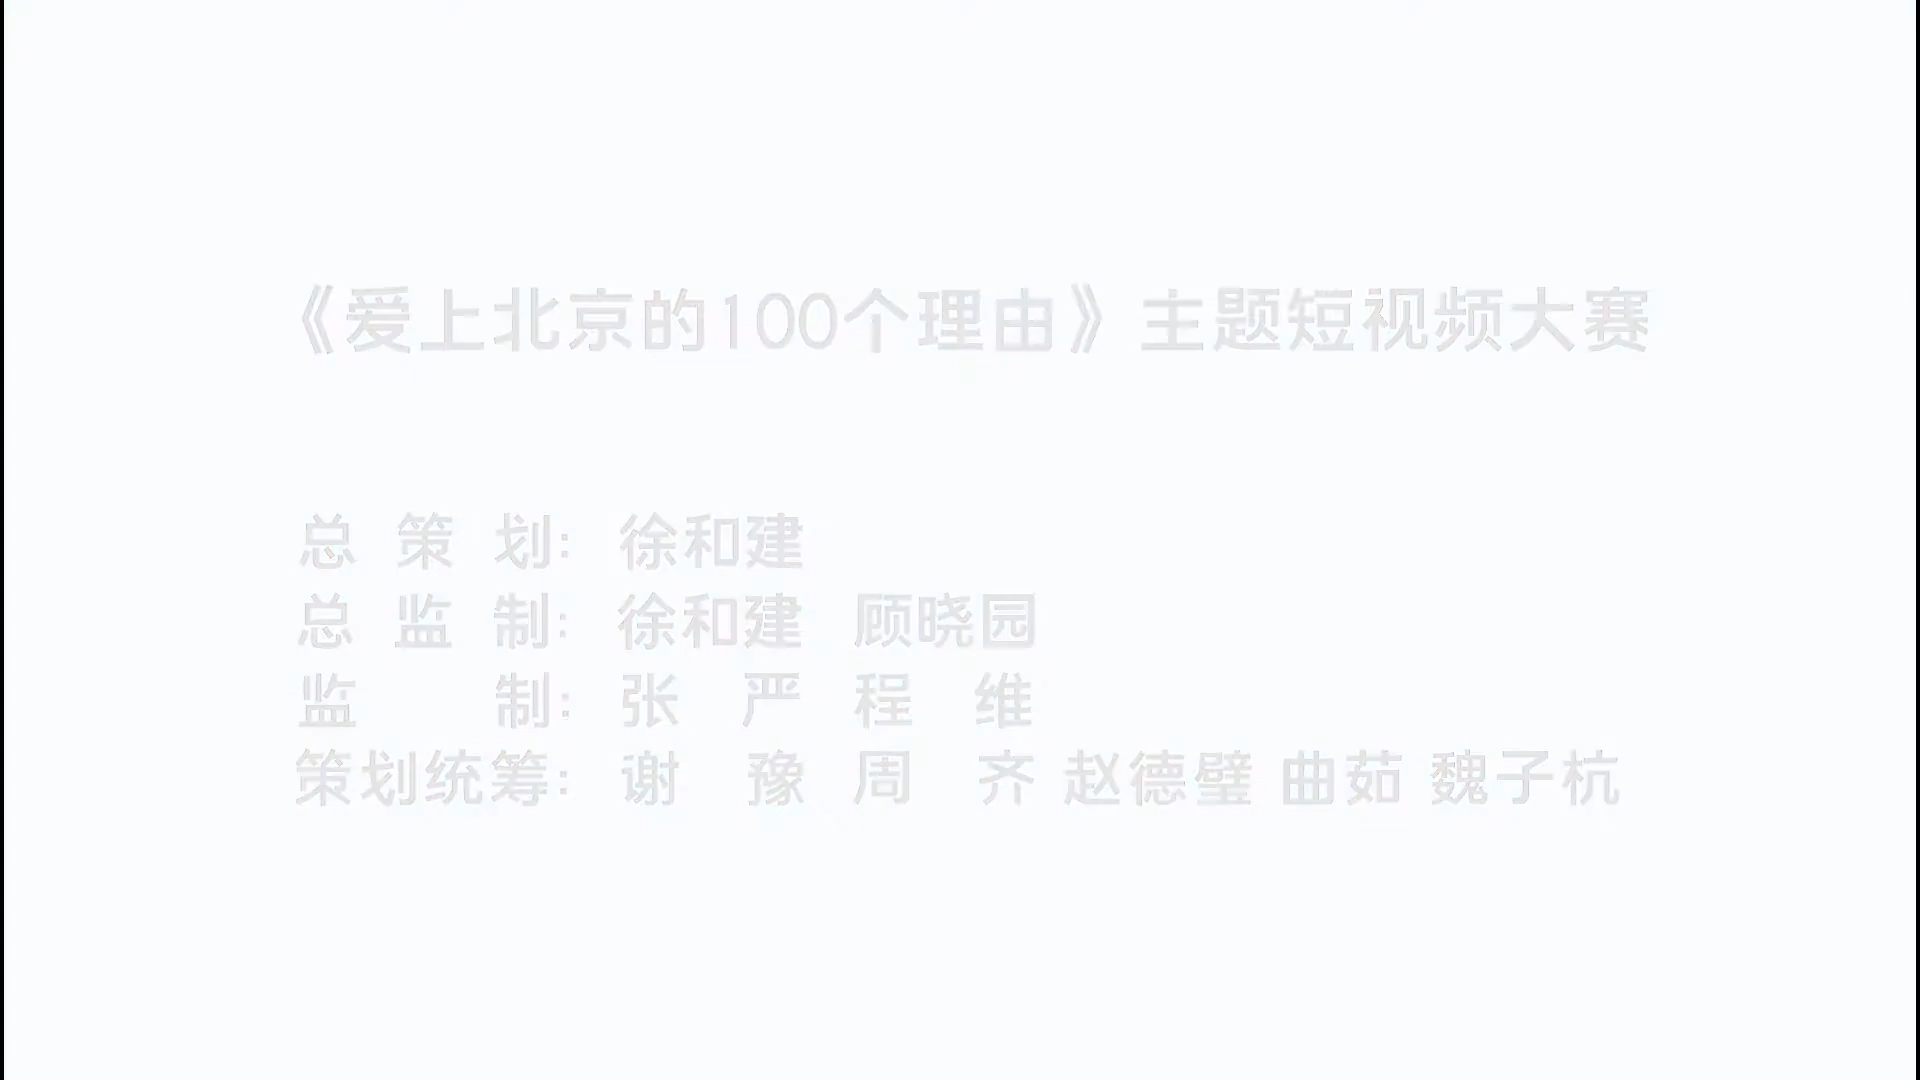 《爱上北京的100个理由》主题短视频大赛
总 策 划: 徐和建
总 监 制: 徐和建 顾晓园
监 制: 张 严 程 维
策划统筹: 谢 豫 周 齐 赵德璧 曲茹 魏子杭